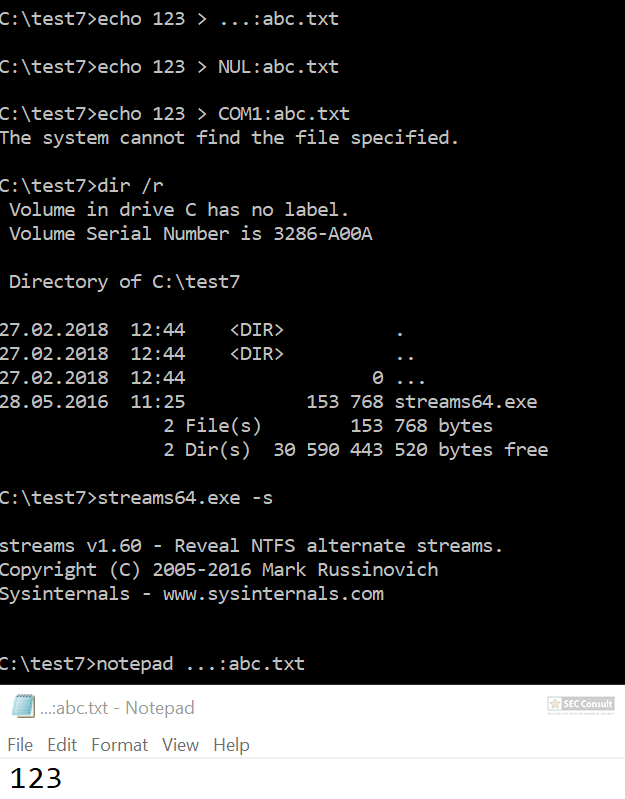 C:\test7>echo 123 > ...:abc.txt
C:\test7>echo 123 > NUL:abc.txt
C:\test7>echo 123 > COM1:abc.txt
The system cannot find the file specified.
C:\test7>dir /r
Volume in drive C has no label.
Volume Serial Number is 3286-A00A
Directory of C:\test7
27.02.2018  12:44    <DIR>          .
27.02.2018  12:44    <DIR>          ..
27.02.2018  12:44                 0 ...
28.05.2016  11:25           153 768 streams64.exe
2 File(s)        153 768 bytes
2 Dir(s)  30 590 443 520 bytes free
C:\test7>streams64.exe -s
streams v1.60 - Reveal NTFS alternate streams.
Copyright (C) 2005-2016 Mark Russinovich
Sysinternals - www.sysinternals.com
C:\test7>notepad ...:abc.txt
...:abc.txt - Notepad
SEC Consult
File Edit Format View Help
123